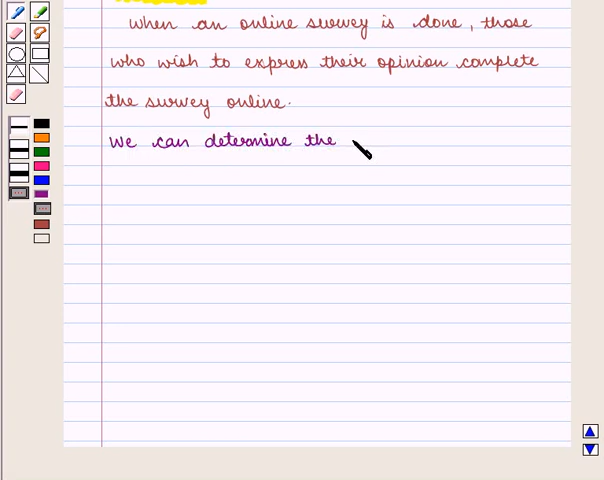 When an online survey is done, those
who wish to express their opinion complete
the survey online.
We can determine the